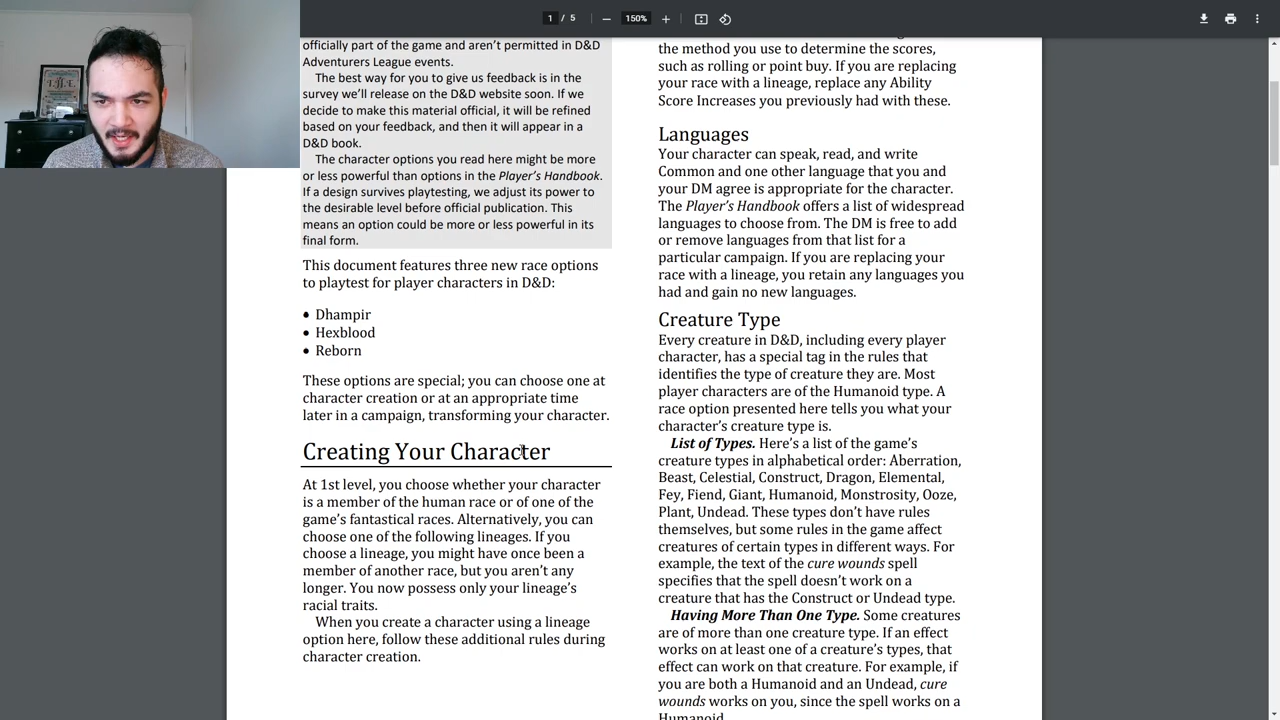 1 / 5
150%
officially part of the game and aren't permitted in D&D
Adventurers League events.
The best way for you to give us feedback is in the
survey we'll release on the D&D website soon. If we
decide to make this material official, it will be refined
based on your feedback, and then it will appear in a
D&D book.
The character options you read here might be more
or less powerful than options in the Player's Handbook.
If a design survives playtesting, we adjust its power to
the desirable level before official publication. This
means an option could be more or less powerful in its
final form.
This document features three new race options
to playtest for player characters in D&D:
• Dhampir
• Hexblood
• Reborn
These options are special; you can choose one at
character creation or at an appropriate time
later in a campaign, transforming your character.
Creating Your Character
At 1st level, you choose whether your character
is a member of the human race or of one of the
game's fantastical races. Alternatively, you can
choose one of the following lineages. If you
choose a lineage, you might have once been a
member of another race, but you aren't any
longer. You now possess only your lineage's
racial traits.
When you create a character using a lineage
option here, follow these additional rules during
character creation.
the method you use to determine the scores,
such as rolling or point buy. If you are replacing
your race with a lineage, replace any Ability
Score Increases you previously had with these.
Languages
Your character can speak, read, and write
Common and one other language that you and
your DM agree is appropriate for the character.
The Player's Handbook offers a list of widespread
languages to choose from. The DM is free to add
or remove languages from that list for a
particular campaign. If you are replacing your
race with a lineage, you retain any languages you
had and gain no new languages.
Creature Type
Every creature in D&D, including every player
character, has a special tag in the rules that
identifies the type of creature they are. Most
player characters are of the Humanoid type. A
race option presented here tells you what your
character's creature type is.
List of Types. Here's a list of the game's
creature types in alphabetical order: Aberration,
Beast, Celestial, Construct, Dragon, Elemental,
Fey, Fiend, Giant, Humanoid, Monstrosity, Ooze,
Plant, Undead. These types don't have rules
themselves, but some rules in the game affect
creatures of certain types in different ways. For
example, the text of the cure wounds spell
specifies that the spell doesn't work on a
creature that has the Construct or Undead type.
Having More Than One Type. Some creatures
are of more than one creature type. If an effect
works on at least one of a creature's types, that
effect can work on that creature. For example, if
you are both a Humanoid and an Undead, cure
wounds works on you, since the spell works on a
Humanoid.